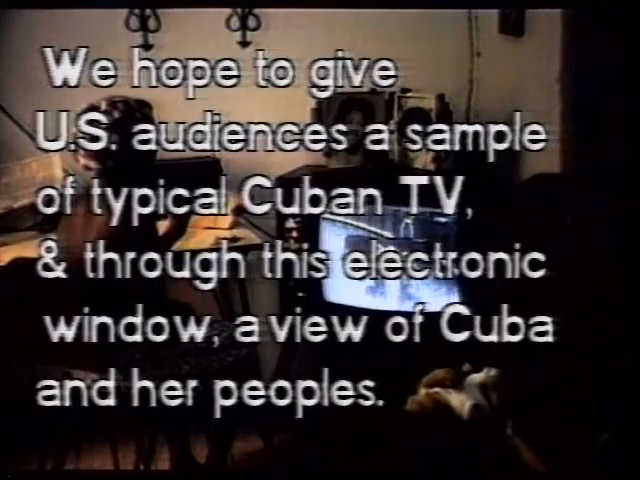 We hope to give
U.S. audiences a sample
of typical Cuban TV,
& through this electronic
window, a view of Cuba
and her peoples.